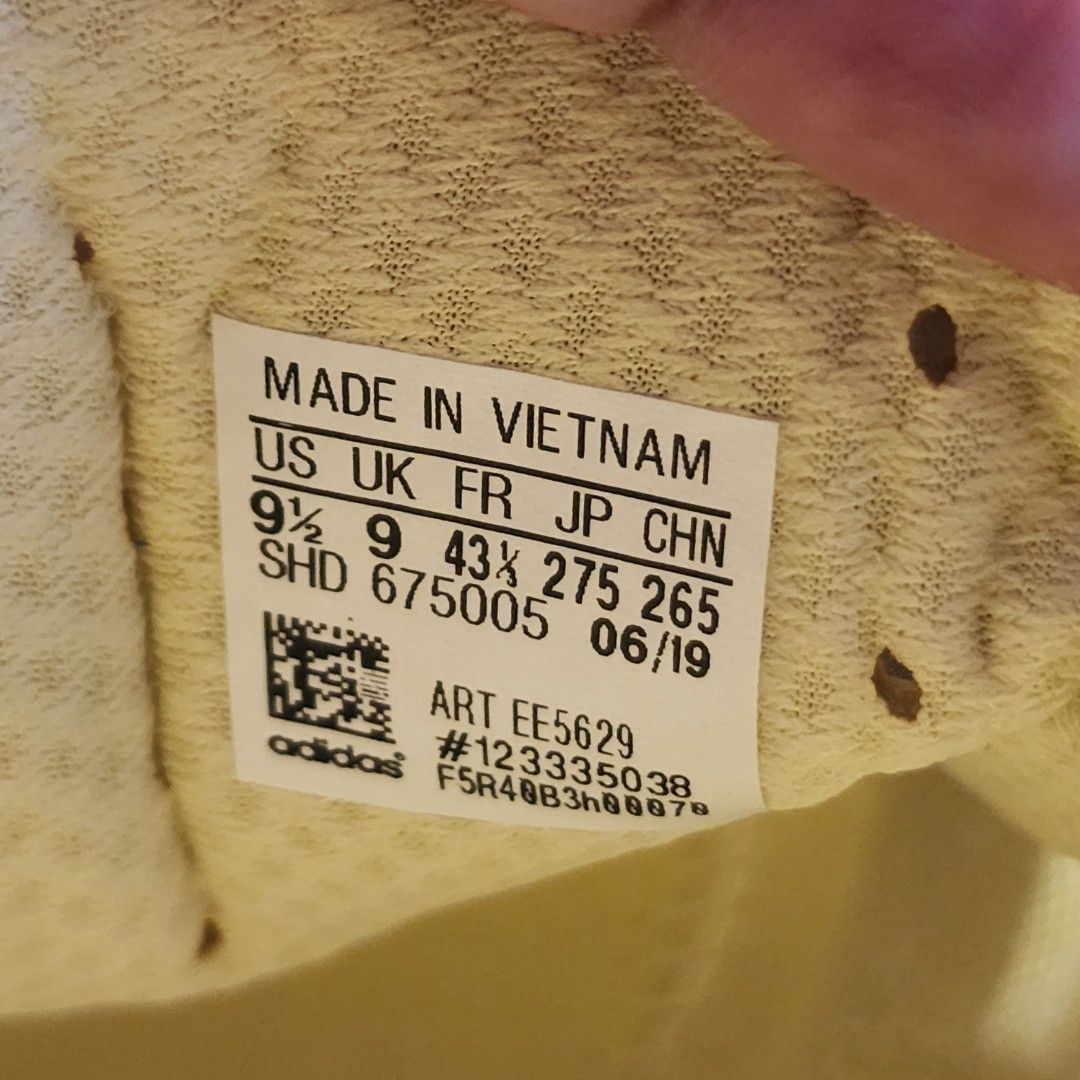 MADE IN VIETNAM
US UK FR JP CHN
9½ 9 43⅓ 275 265
SHD 675005 06/19
ART EE5629
#123335038
F5R40B3h00078
adidas